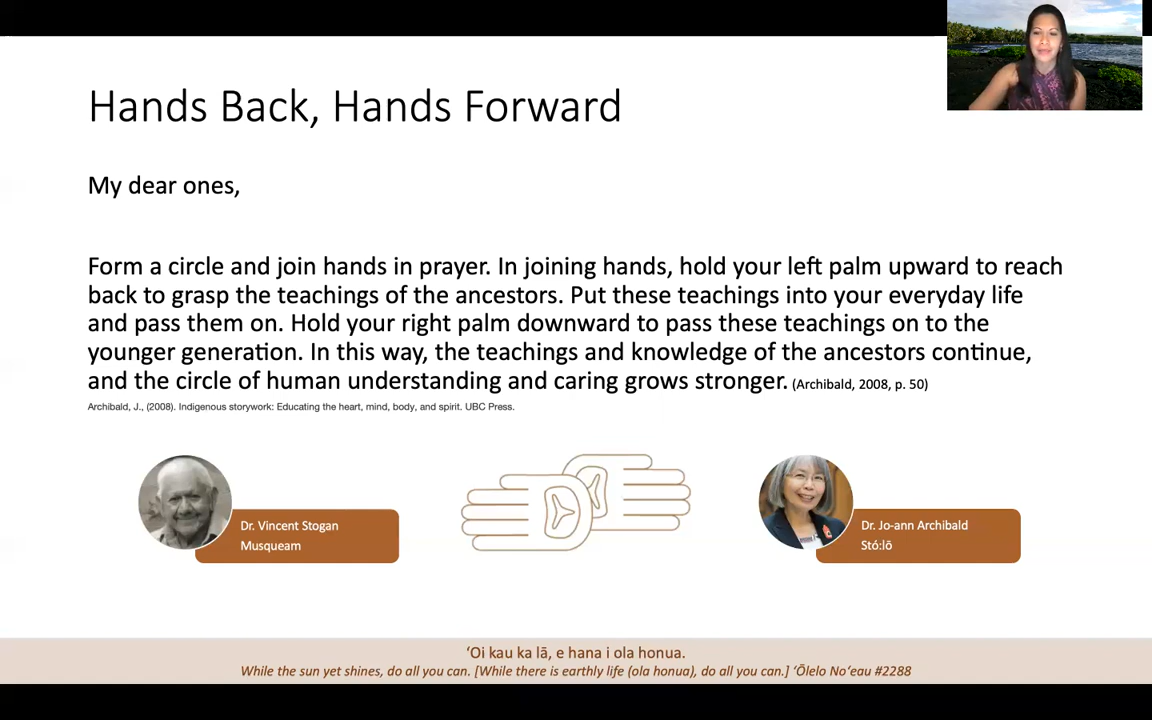 Hands Back, Hands Forward
My dear ones,
Form a circle and join hands in prayer. In joining hands, hold your left palm upward to reach
back to grasp the teachings of the ancestors. Put these teachings into your everyday life
and pass them on. Hold your right palm downward to pass these teachings on to the
younger generation. In this way, the teachings and knowledge of the ancestors continue,
and the circle of human understanding and caring grows stronger. (Archibald, 2008, p. 50)
Archibald, J., (2008). Indigenous storywork: Educating the heart, mind, body, and spirit. UBC Press.
Dr. Vincent Stogan
Musqueam
Dr. Jo-ann Archibald
Stó:lō
ʻOi kau ka lā, e hana i ola honua.
While the sun yet shines, do all you can. [While there is earthly life (ola honua), do all you can.] ʻŌlelo Noʻeau #2288